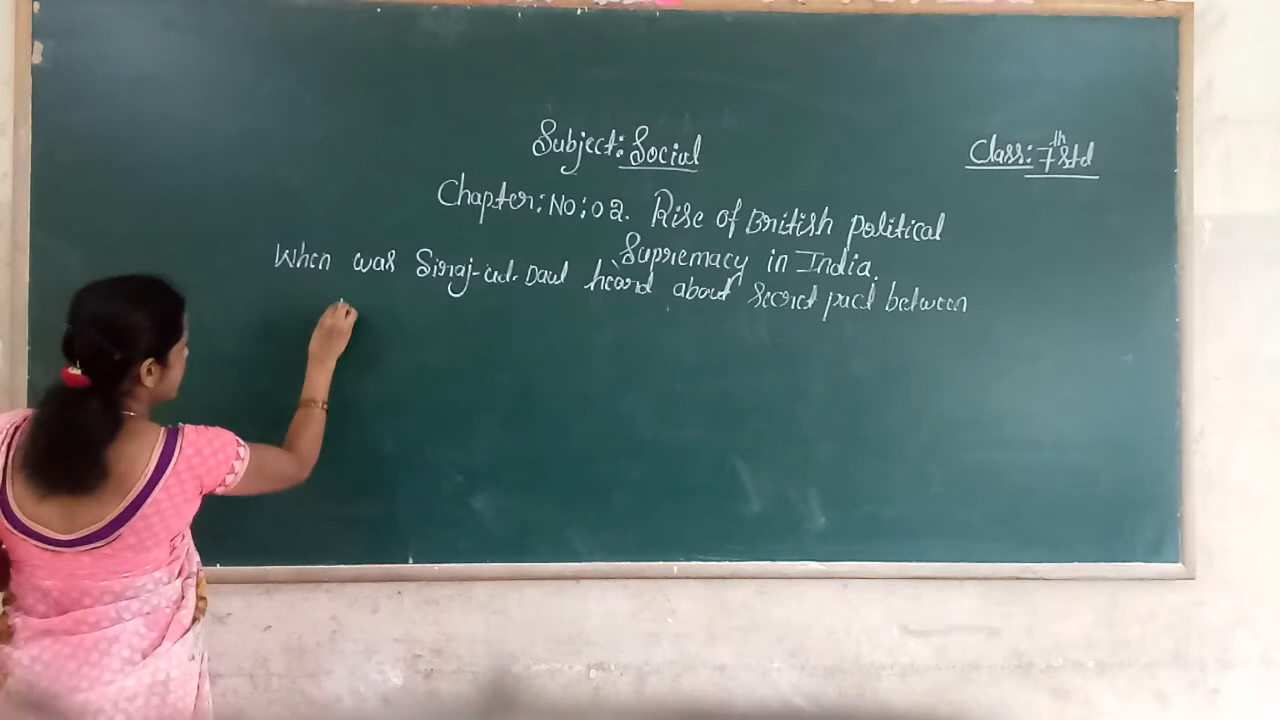 Subject: Social
Class: 7th Std
Chapter: No: 02. Rise of British Political
Supremacy in India.
When was Siraj-ud-Daul heard about secret pact between